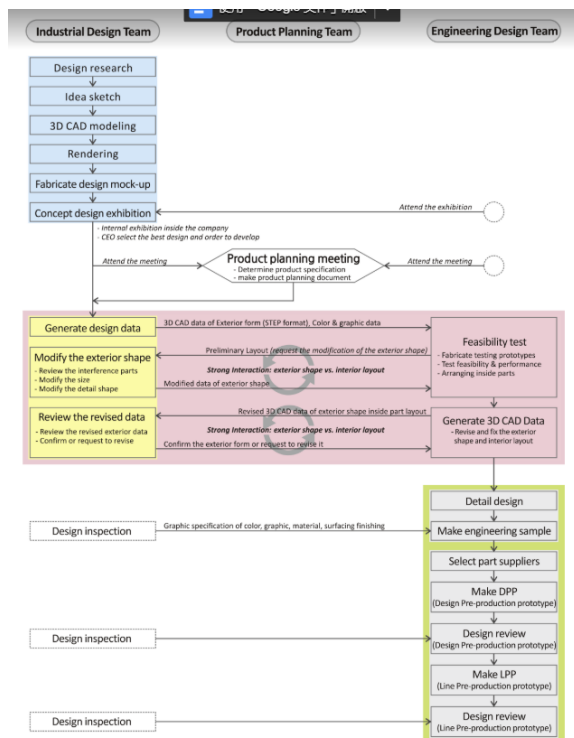 使用「Google 文件」開啟
Industrial Design Team
Product Planning Team
Engineering Design Team
Design research
Idea sketch
3D CAD modeling
Rendering
Fabricate design mock-up
Concept design exhibition
Attend the exhibition
- Internal exhibition inside the company
- CEO select the best design and order to develop
Attend the meeting
Product planning meeting
- Determine product specification
- make product planning document
Attend the meeting
Generate design data
3D CAD data of Exterior form (STEP format), Color & graphic data
Feasibility test
- Fabricate testing prototypes
- Test feasibility & performance
- Arranging inside parts
Preliminary Layout (request the modification of the exterior shape)
Modify the exterior shape
- Review the interference parts
- Modify the size
- Modify the detail shape
Strong Interaction: exterior shape vs. interior layout
Modified data of exterior shape
Revised 3D CAD data of exterior shape inside part layout
Review the revised data
- Review the revised exterior data
- Confirm or request to revise
Strong Interaction: exterior shape vs. interior layout
Confirm the exterior form or request to revise it
Generate 3D CAD Data
- Revise and fix the exterior
shape and interior layout
Detail design
Design inspection
Graphic specification of color, graphic, material, surfacing finishing
Make engineering sample
Select part suppliers
Make DPP
(Design Pre-production prototype)
Design inspection
Design review
(Design Pre-production prototype)
Make LPP
(Line Pre-production prototype)
Design inspection
Design review
(Line Pre-production prototype)